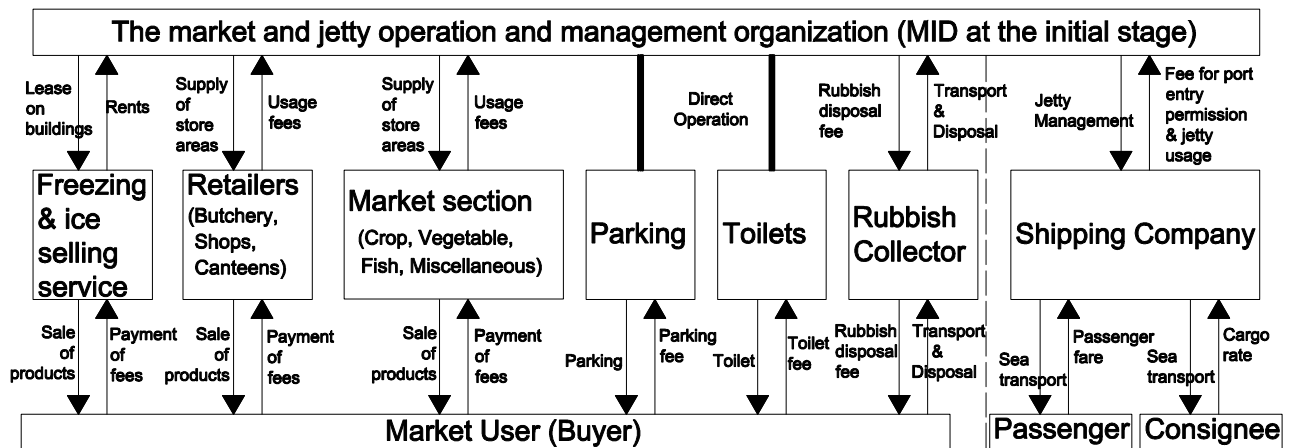 The market and jetty operation and management organization (MID at the initial stage)
Lease
on
buildings
Rents
Supply
of
store
areas
Usage
fees
Supply
of
store
areas
Usage
fees
Direct
Operation
Rubbish
disposal
fee
Transport
&
Disposal
Jetty
Management
Fee for port
entry
permission
& jetty
usage
Freezing
& ice
selling
service
Retailers
(Butchery,
Shops,
Canteens)
Market section
(Crop, Vegetable,
Fish, Miscellaneous)
Parking
Toilets
Rubbish
Collector
Shipping Company
Sale
of
products
Payment
of
fees
Sale
of
products
Payment
of
fees
Sale
of
products
Payment
of
fees
Parking
Parking
fee
Toilet
Toilet
fee
Rubbish
disposal
fee
Transport
&
Disposal
Sea
transport
Passenger
fare
Sea
transport
Cargo
rate
Market User (Buyer)
Passenger
Consignee